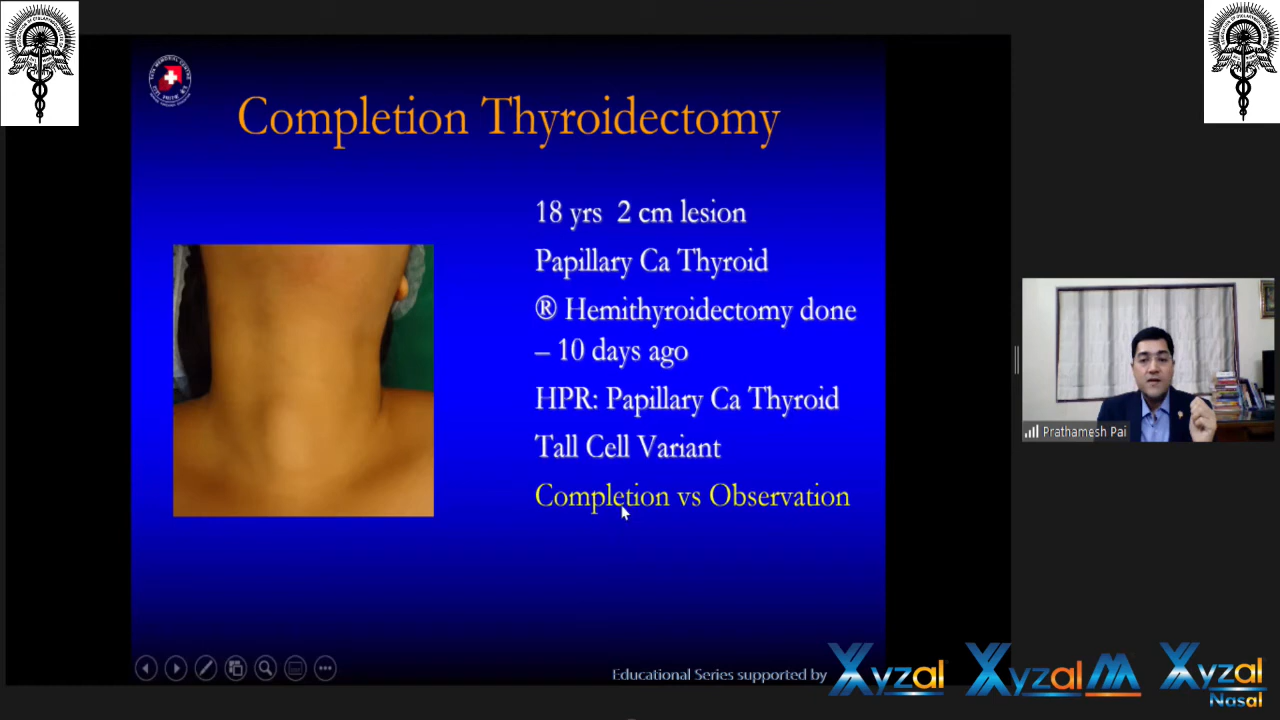 Completion Thyroidectomy
18 yrs 2 cm lesion
Papillary Ca Thyroid
® Hemithyroidectomy done
– 10 days ago
HPR: Papillary Ca Thyroid
Tall Cell Variant
Completion vs Observation
Prathamesh Pai
Educational Series supported by
Xyzal
Xyzal M
Xyzal
Nasal